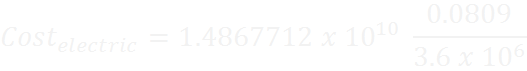 Cost_electric = 1.4867712 x 10^10 0.0809 / 3.6 x 10^6